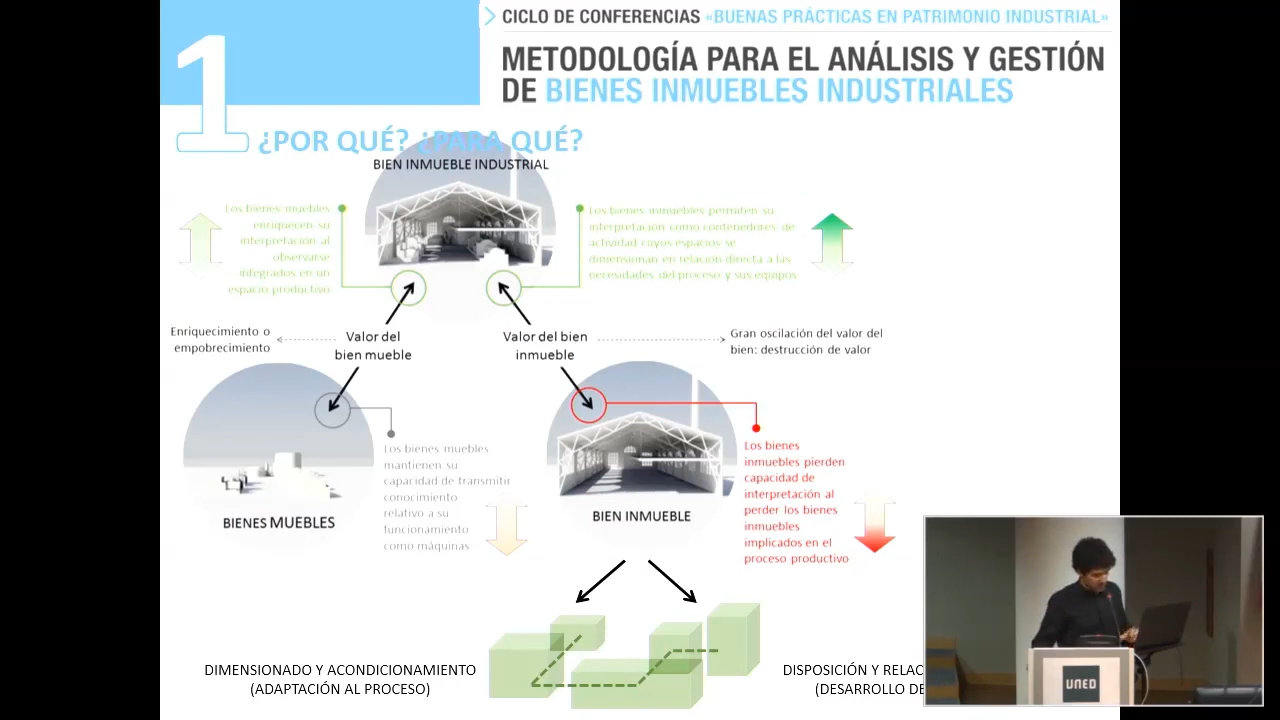 CICLO DE CONFERENCIAS «BUENAS PRÁCTICAS EN PATRIMONIO INDUSTRIAL»
METODOLOGÍA PARA EL ANÁLISIS Y GESTIÓN
DE BIENES INMUEBLES INDUSTRIALES
1
¿POR QUÉ? ¿PARA QUÉ?
BIEN INMUEBLE INDUSTRIAL
Los bienes muebles
enriquecen su
interpretación al
observarse
integrados en un
espacio productivo
Los bienes inmuebles permiten su
interpretación como contenedores de
actividad cuyos espacios se
dimensionan en relación directa a las
necesidades del proceso y sus equipos
Enriquecimiento o
empobrecimiento
Valor del
bien mueble
Valor del bien
inmueble
Gran oscilación del valor del
bien: destrucción de valor
Los bienes muebles
mantienen su
capacidad de transmitir
conocimiento
relativo a su
funcionamiento
como máquinas
BIENES MUEBLES
BIEN INMUEBLE
Los bienes
inmuebles pierden
capacidad de
interpretación al
perder los bienes
inmuebles
implicados en el
proceso productivo
DIMENSIONADO Y ACONDICIONAMIENTO
(ADAPTACIÓN AL PROCESO)
DISPOSICIÓN Y RELAC
(DESARROLLO DE
UNED